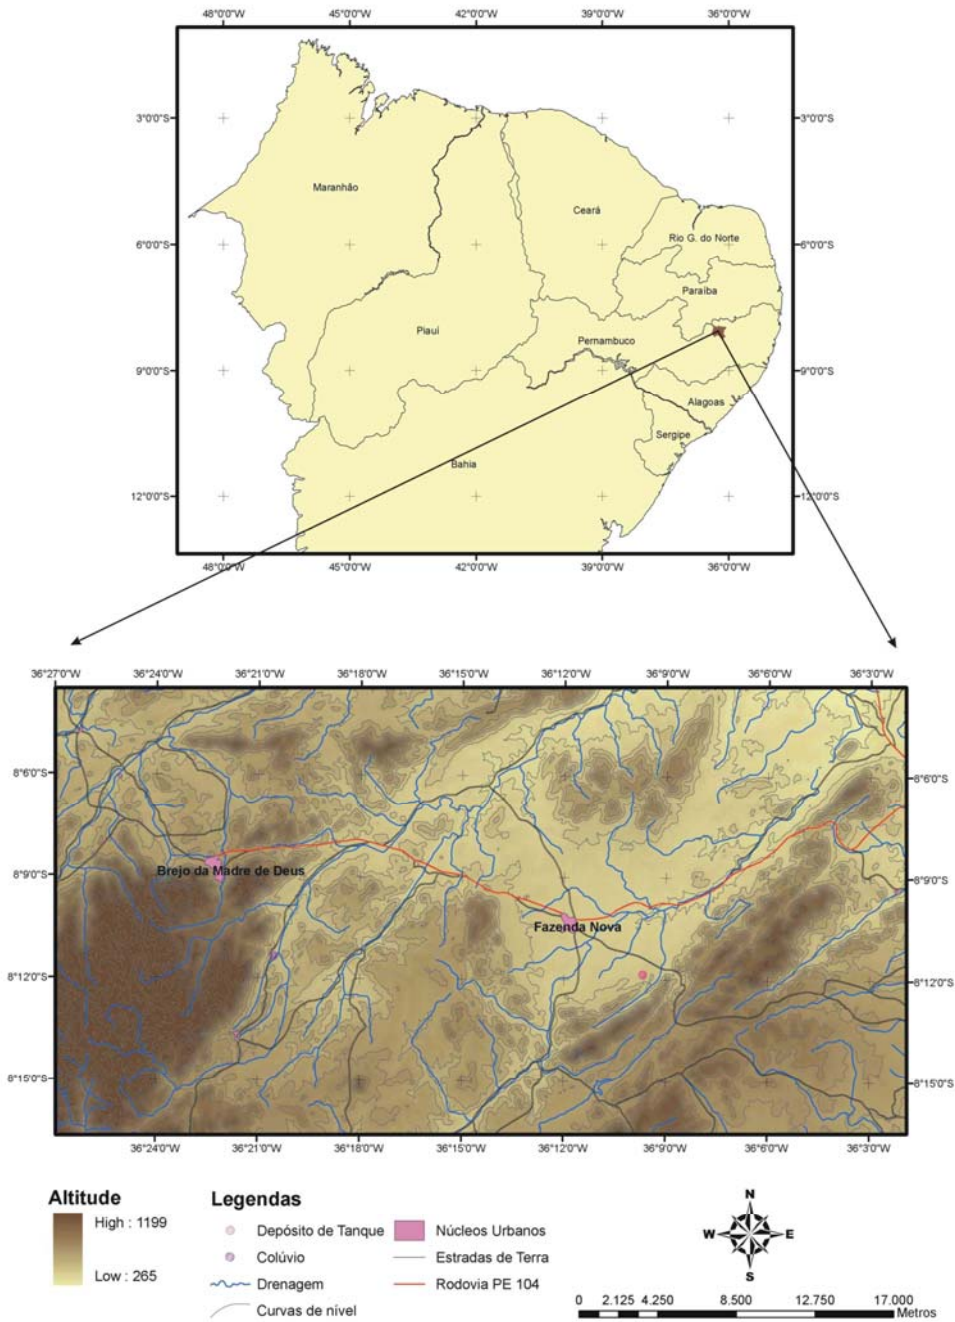 48°0'0"W 45°0'0"W 42°0'0"W 39°0'0"W 36°0'0"W
3°0'0"S 3°0'0"S
Maranhão
Ceará
Rio G. do Norte
6°0'0"S 6°0'0"S
Paraíba
Piauí
Pernambuco
9°0'0"S 9°0'0"S
Alagoas
Sergipe
Bahia
12°0'0"S 12°0'0"S
48°0'0"W 45°0'0"W 42°0'0"W 39°0'0"W 36°0'0"W
36°27'0"W 36°24'0"W 36°21'0"W 36°18'0"W 36°15'0"W 36°12'0"W 36°9'0"W 36°6'0"W 36°3'0"W
8°6'0"S 8°6'0"S
Brejo da Madre de Deus
8°9'0"S 8°9'0"S
Fazenda Nova
8°12'0"S 8°12'0"S
8°15'0"S 8°15'0"S
36°24'0"W 36°21'0"W 36°18'0"W 36°15'0"W 36°12'0"W 36°9'0"W 36°6'0"W 36°3'0"W
Altitude
High : 1199
Low : 265
Legendas
Depósito de Tanque
Colúvio
Drenagem
Curvas de nível
Núcleos Urbanos
Estradas de Terra
Rodovia PE 104
N
W E
S
0 2.125 4.250 8.500 12.750 17.000
Metros